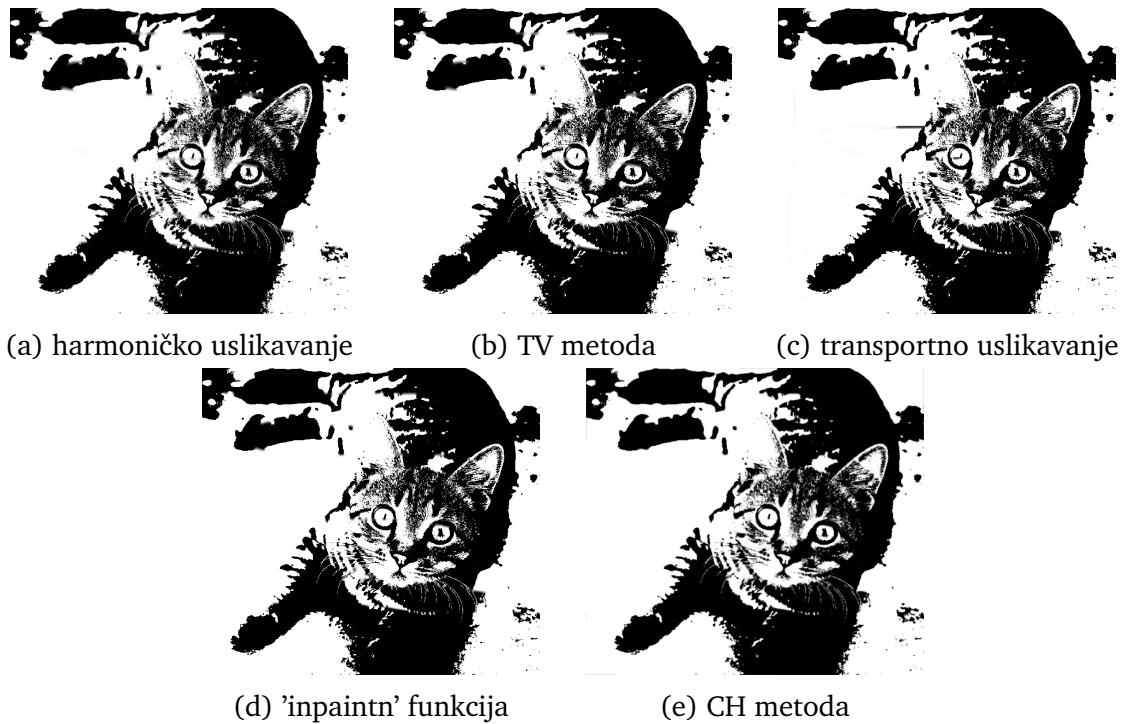 (a) harmoničko uslikavanje
(b) TV metoda
(c) transportno uslikavanje
(d) ’inpaintn’ funkcija
(e) CH metoda